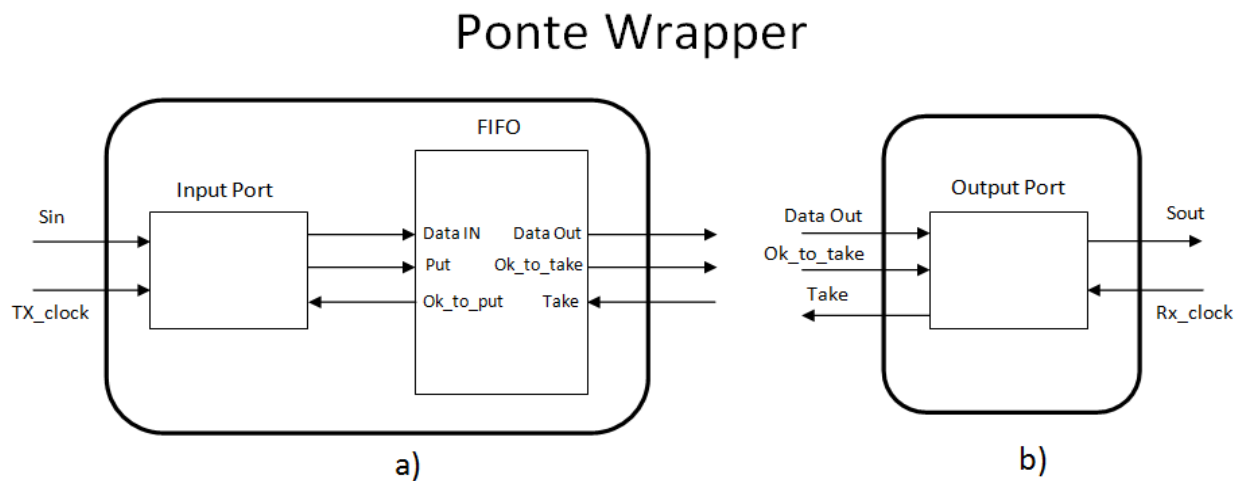 Ponte Wrapper
FIFO
Input Port
Sin
TX_clock
Data IN
Data Out
Put
Ok_to_take
Ok_to_put
Take
a)
Output Port
Data Out
Ok_to_take
Take
Sout
Rx_clock
b)